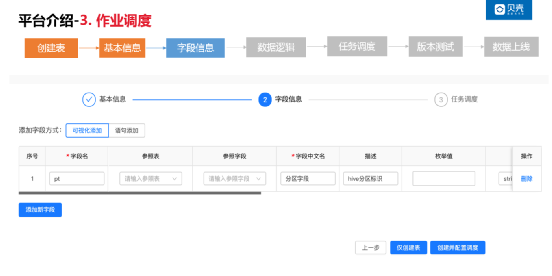 平台介绍-3. 作业调度
贝壳
创建表 基本信息 字段信息 数据逻辑 任务调度 版本测试 数据上线
基本信息 2 字段信息 3 任务调度
添加字段方式: 可视化添加 语句添加
序号 *字段名 参照表 参照字段 *字段中文名 描述 枚举值 操作
1 pt 请输入参照表 请输入参照字段 分区字段 hive分区标识 stri 删除
添加新字段
上一步 仅创建表 创建并配置调度